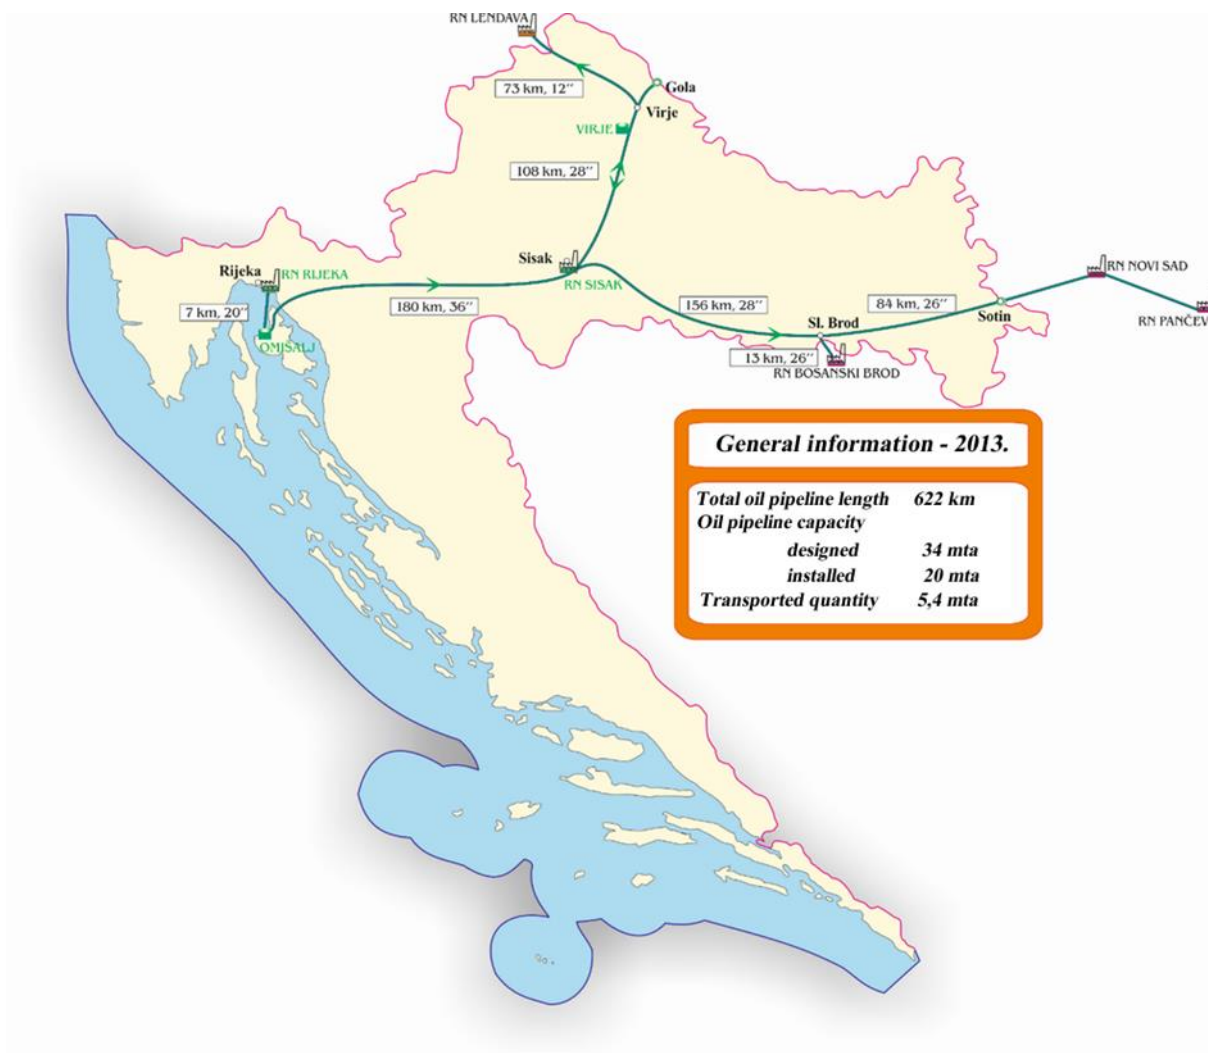 RN LENDAVA
73 km, 12’’
Gola
Virje
VIRJE
108 km, 28’’
Sisak
RN SISAK
Rijeka
RN RIJEKA
7 km, 20’’
OMIŠALJ
180 km, 36’’
156 km, 28’’
84 km, 26’’
Sl. Brod
Sotin
RN NOVI SAD
RN PANČEV
13 km, 26’’
RN BOSANSKI BROD
General information - 2013.
Total oil pipeline length 622 km
Oil pipeline capacity
designed 34 mta
installed 20 mta
Transported quantity 5,4 mta